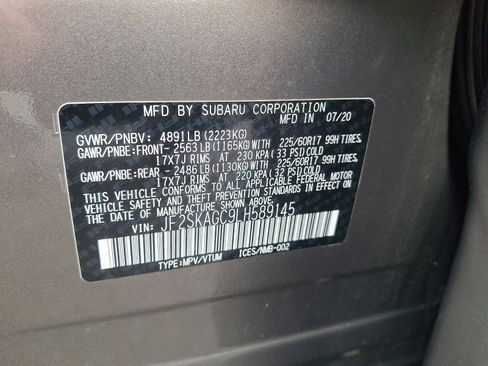 MFD BY SUBARU CORPORATION
MFD IN 07/20
GVWR/PNBV: 4891LB (2223KG)
GAWR/PNBE:FRONT- 2563LB (1165KG) WITH 225/60R17 99H TIRES
17X7J RIMS AT 230 KPA (33 PSI) COLD
GAWR/PNBE:REAR - 2486LB (1130KG) WITH 225/60R17 99H TIRES
17X7J RIMS AT 220 KPA (32 PSI) COLD
THIS VEHICLE CONFORMS TO ALL APPLICABLE FEDERAL MOTOR
VEHICLE SAFETY AND THEFT PREVENTION STANDARDS IN EFFECT
ON THE DATE OF MANUFACTURE SHOWN ABOVE.
VIN: JF2SKAGC9LH589145
TYPE:MPV/VTUM ICES/NMB-002